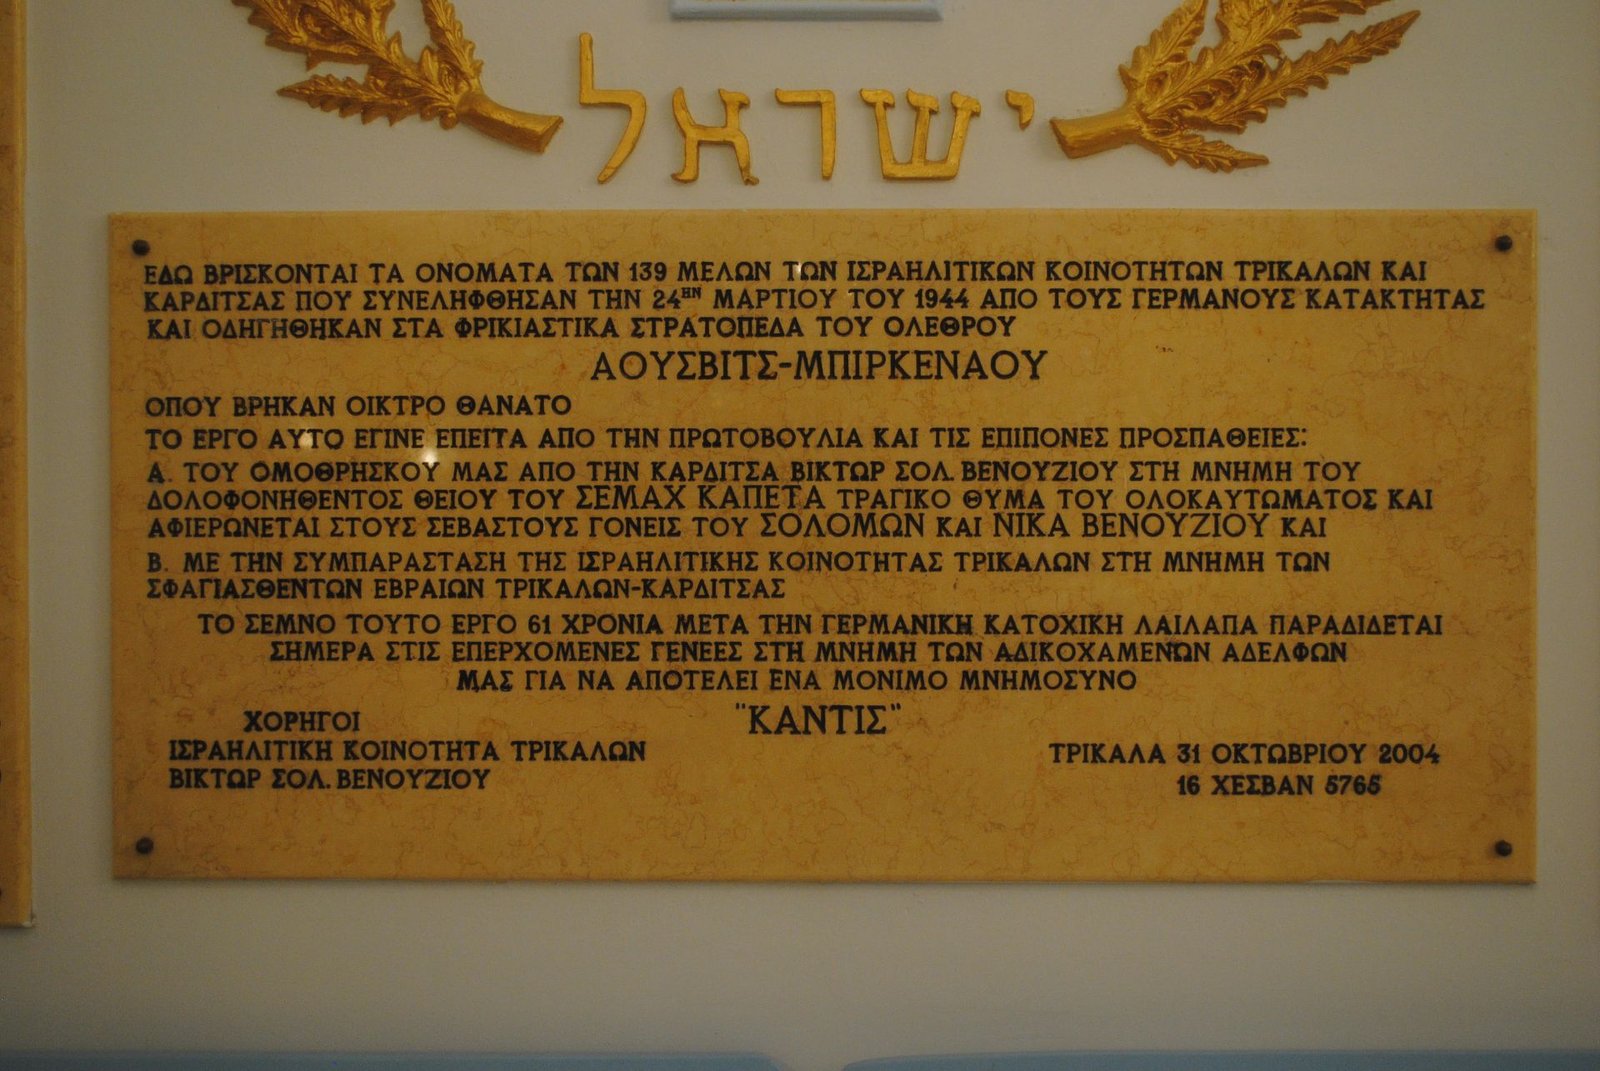 ישראל
ΕΔΩ ΒΡΙΣΚΟΝΤΑΙ ΤΑ ΟΝΟΜΑΤΑ ΤΩΝ 139 ΜΕΛΩΝ ΤΩΝ ΙΣΡΑΗΛΙΤΙΚΩΝ ΚΟΙΝΟΤΗΤΩΝ ΤΡΙΚΑΛΩΝ ΚΑΙ
ΚΑΡΔΙΤΣΑΣ ΠΟΥ ΣΥΝΕΛΗΦΘΗΣΑΝ ΤΗΝ 24ΗΝ ΜΑΡΤΙΟΥ ΤΟΥ 1944 ΑΠΟ ΤΟΥΣ ΓΕΡΜΑΝΟΥΣ ΚΑΤΑΚΤΗΤΑΣ
ΚΑΙ ΟΔΗΓΗΘΗΚΑΝ ΣΤΑ ΦΡΙΚΙΑΣΤΙΚΑ ΣΤΡΑΤΟΠΕΔΑ ΤΟΥ ΟΛΕΘΡΟΥ
ΑΟΥΣΒΙΤΣ-ΜΠΙΡΚΕΝΑΟΥ
ΟΠΟΥ ΒΡΗΚΑΝ ΟΙΚΤΡΟ ΘΑΝΑΤΟ
ΤΟ ΕΡΓΟ ΑΥΤΟ ΕΓΙΝΕ ΕΠΕΙΤΑ ΑΠΟ ΤΗΝ ΠΡΩΤΟΒΟΥΛΙΑ ΚΑΙ ΤΙΣ ΕΠΙΠΟΝΕΣ ΠΡΟΣΠΑΘΕΙΕΣ:
Α. ΤΟΥ ΟΜΟΘΡΗΣΚΟΥ ΜΑΣ ΑΠΟ ΤΗΝ ΚΑΡΔΙΤΣΑ ΒΙΚΤΩΡ ΣΟΛ. ΒΕΝΟΥΖΙΟΥ ΣΤΗ ΜΝΗΜΗ ΤΟΥ
ΔΟΛΟΦΟΝΗΘΕΝΤΟΣ ΘΕΙΟΥ ΤΟΥ ΣΕΜΑΧ ΚΑΠΕΤΑ ΤΡΑΓΙΚΟ ΘΥΜΑ ΤΟΥ ΟΛΟΚΑΥΤΩΜΑΤΟΣ ΚΑΙ
ΑΦΙΕΡΩΝΕΤΑΙ ΣΤΟΥΣ ΣΕΒΑΣΤΟΥΣ ΓΟΝΕΙΣ ΤΟΥ ΣΟΛΟΜΩΝ ΚΑΙ ΝΙΚΑ ΒΕΝΟΥΖΙΟΥ ΚΑΙ
Β. ΜΕ ΤΗΝ ΣΥΜΠΑΡΑΣΤΑΣΗ ΤΗΣ ΙΣΡΑΗΛΙΤΙΚΗΣ ΚΟΙΝΟΤΗΤΑΣ ΤΡΙΚΑΛΩΝ ΣΤΗ ΜΝΗΜΗ ΤΩΝ
ΣΦΑΓΙΑΣΘΕΝΤΩΝ ΕΒΡΑΙΩΝ ΤΡΙΚΑΛΩΝ-ΚΑΡΔΙΤΣΑΣ
ΤΟ ΣΕΜΝΟ ΤΟΥΤΟ ΕΡΓΟ 61 ΧΡΟΝΙΑ ΜΕΤΑ ΤΗΝ ΓΕΡΜΑΝΙΚΗ ΚΑΤΟΧΙΚΗ ΛΑΙΛΑΠΑ ΠΑΡΑΔΙΔΕΤΑΙ
ΣΗΜΕΡΑ ΣΤΙΣ ΕΠΕΡΧΟΜΕΝΕΣ ΓΕΝΕΕΣ ΣΤΗ ΜΝΗΜΗ ΤΩΝ ΑΔΙΚΟΧΑΜΕΝΩΝ ΑΔΕΛΦΩΝ
ΜΑΣ ΓΙΑ ΝΑ ΑΠΟΤΕΛΕΙ ΕΝΑ ΜΟΝΙΜΟ ΜΝΗΜΟΣΥΝΟ
"ΚΑΝΤΙΣ"
ΧΟΡΗΓΟΙ
ΙΣΡΑΗΛΙΤΙΚΗ ΚΟΙΝΟΤΗΤΑ ΤΡΙΚΑΛΩΝ
ΒΙΚΤΩΡ ΣΟΛ. ΒΕΝΟΥΖΙΟΥ
ΤΡΙΚΑΛΑ 31 ΟΚΤΩΒΡΙΟΥ 2004
16 ΧΕΣΒΑΝ 5765